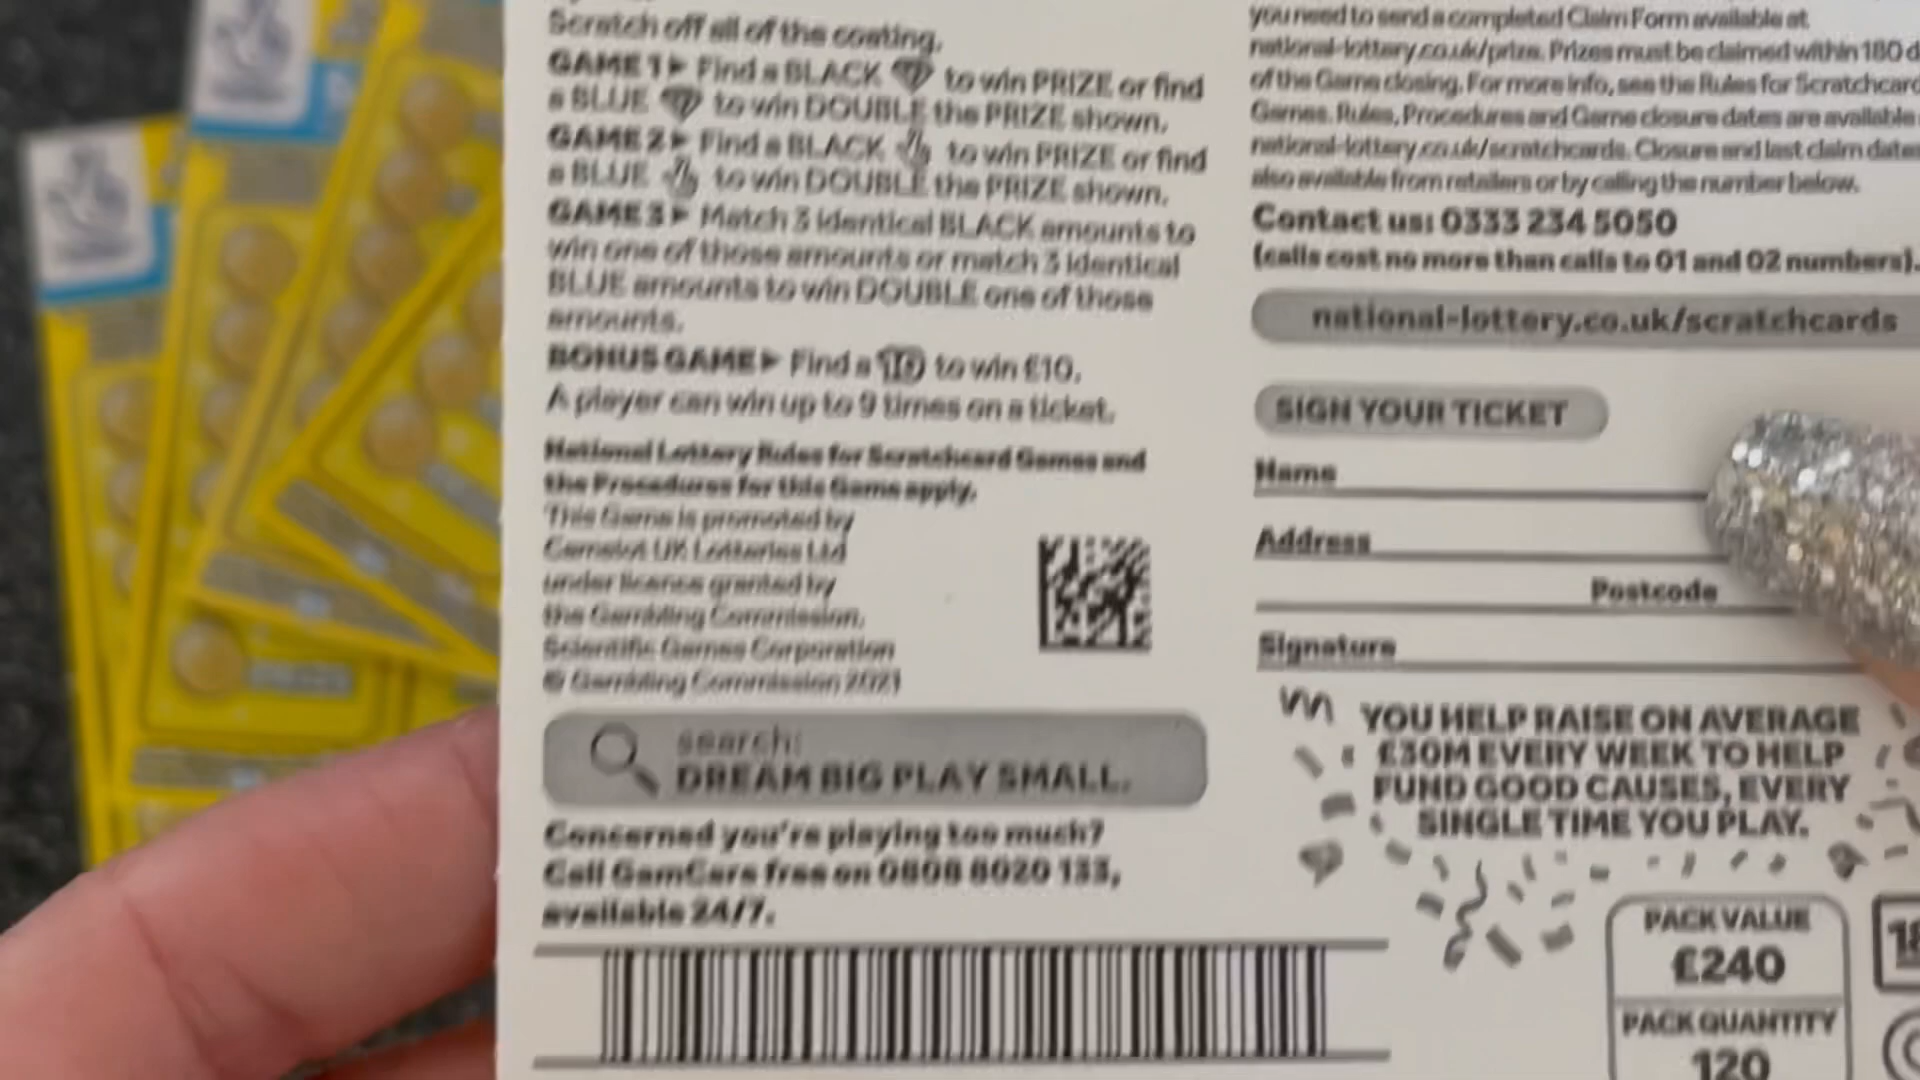 Scratch off all of the coating.
GAME 1 ▶ Find a BLACK to win PRIZE or find
a BLUE to win DOUBLE the PRIZE shown.
GAME 2 ▶ Find a BLACK to win PRIZE or find
a BLUE to win DOUBLE the PRIZE shown.
GAME 3 ▶ Match 3 identical BLACK amounts to
win one of those amounts or match 3 identical
BLUE amounts to win DOUBLE one of those
amounts.
BONUS GAME ▶ Find a to win £10.
A player can win up to 9 times on a ticket.
National Lottery Rules for Scratchcard Games and
the Procedures for this Game apply.
This Game is promoted by
Camelot UK Lotteries Ltd
under licence granted by
the Gambling Commission.
Scientific Games Corporation
© Gambling Commission 2021
search:
DREAM BIG PLAY SMALL.
Concerned you're playing too much?
Call GamCare free on 0808 8020 133,
available 24/7.
you need to send a completed Claim Form available at
national-lottery.co.uk/prize. Prizes must be claimed within 180 d
of the Game closing. For more info, see the Rules for Scratchcard
Games. Rules, Procedures and Game closure dates are available
national-lottery.co.uk/scratchcards. Closure and last claim dates
also available from retailers or by calling the number below.
Contact us: 0333 234 5050
(calls cost no more than calls to 01 and 02 numbers).
national-lottery.co.uk/scratchcards
SIGN YOUR TICKET
Name
Address
Postcode
Signature
YOU HELP RAISE ON AVERAGE
£30M EVERY WEEK TO HELP
FUND GOOD CAUSES, EVERY
SINGLE TIME YOU PLAY.
PACK VALUE
£240
PACK QUANTITY
120
18